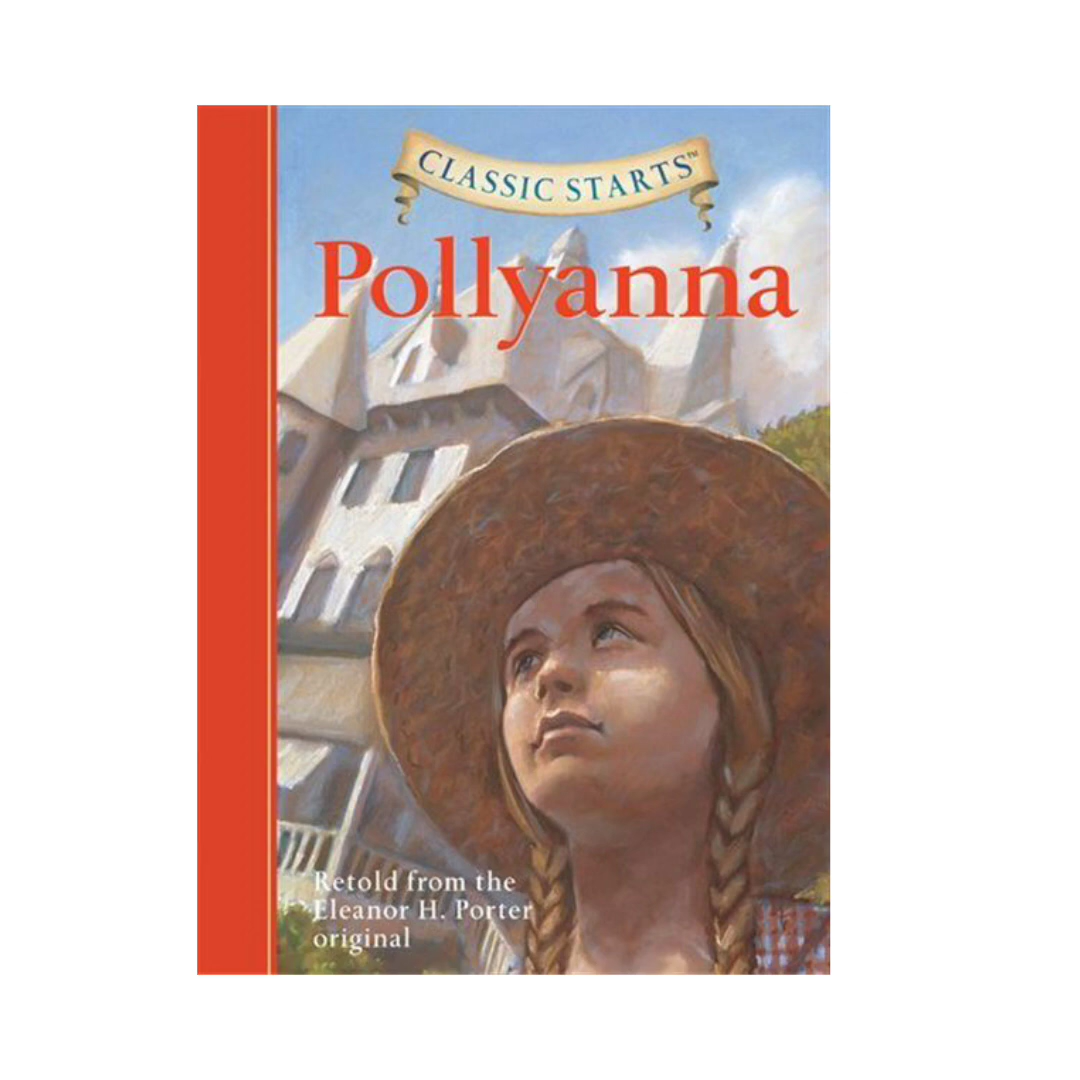 CLASSIC STARTS™
Pollyanna
Retold from the
Eleanor H. Porter
original